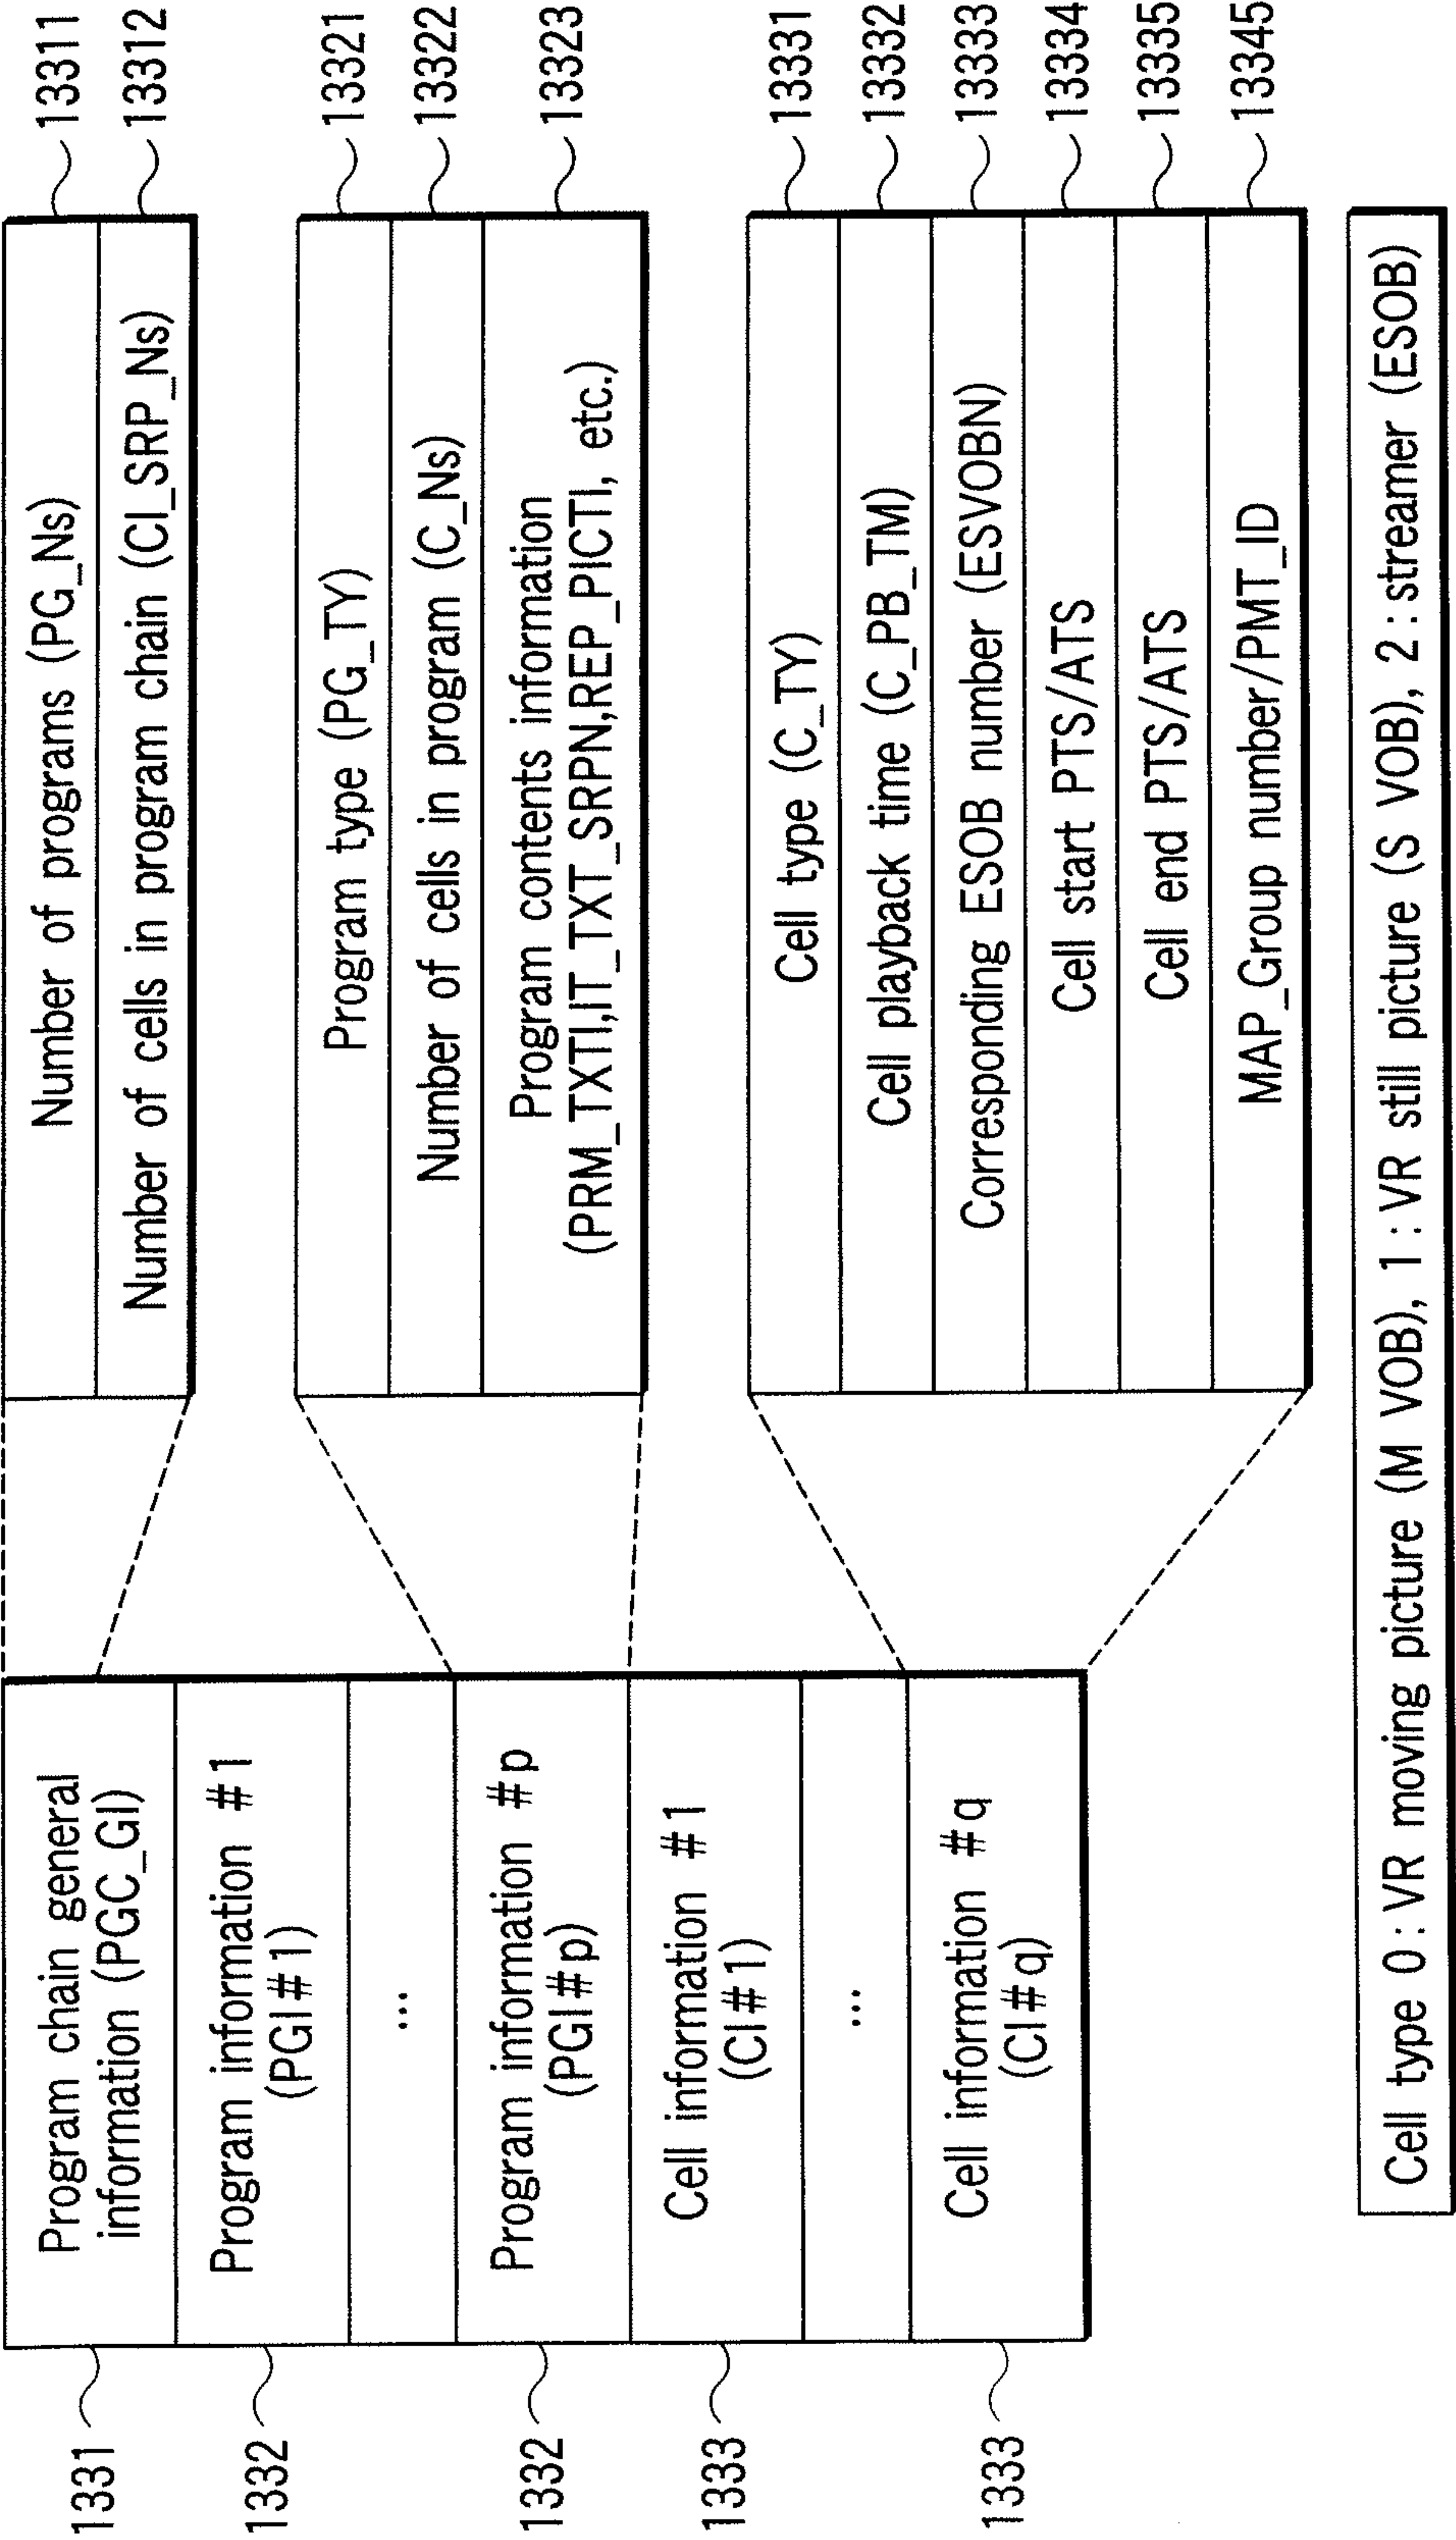 1331
Program chain general
information (PGC_GI)
1332
Program information #1
(PGI#1)
...
1332
Program information #p
(PGI#p)
1333
Cell information #1
(CI#1)
...
1333
Cell information #q
(CI#q)
Number of programs (PG_Ns)
13311
Number of cells in program chain (CI_SRP_Ns)
13312
Program type (PG_TY)
13321
Number of cells in program (C_Ns)
13322
Program contents information
(PRM_TXTI,IT_TXT_SRPN,REP_PICTI, etc.)
13323
Cell type (C_TY)
13331
Cell playback time (C_PB_TM)
13332
Corresponding ESOB number (ESVOBN)
13333
Cell start PTS/ATS
13334
Cell end PTS/ATS
13335
MAP_Group number/PMT_ID
13345
Cell type 0 : VR moving picture (M VOB), 1 : VR still picture (S VOB), 2 : streamer (ESOB)